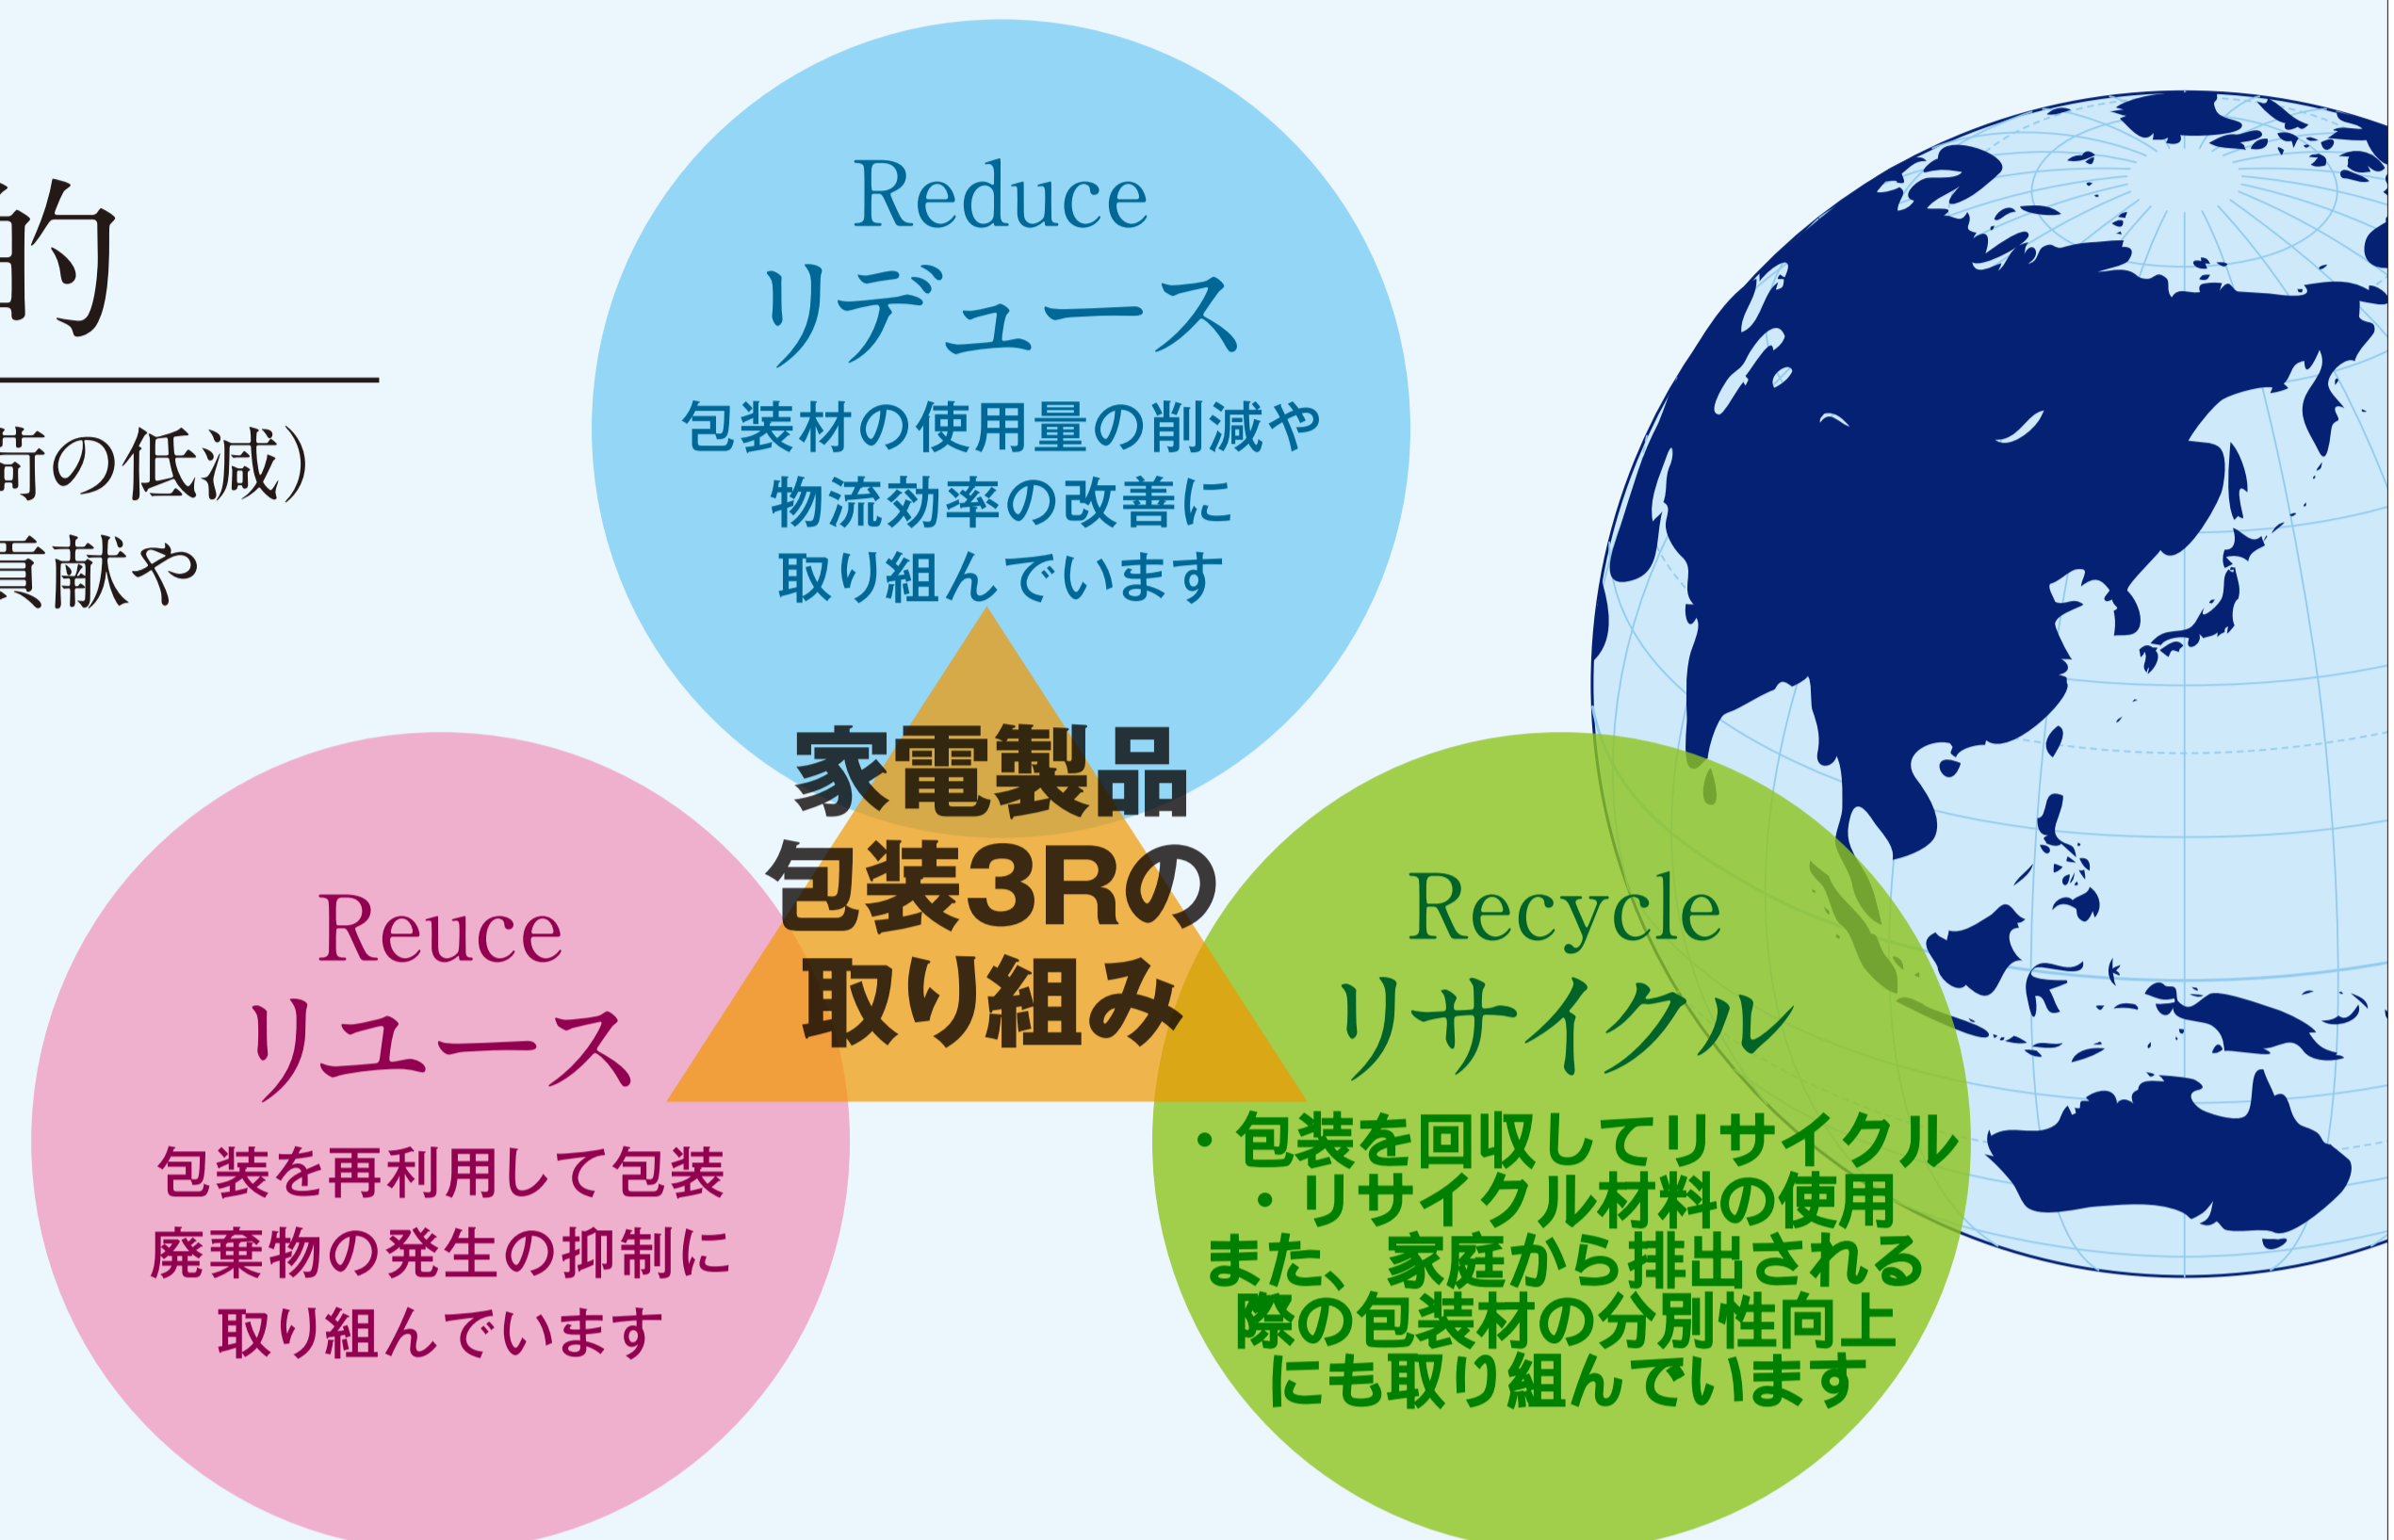 的
の低減)
貢献や
Reduce
リデュース
包装材の使用量の削減や
物流効率の改善に
取り組んでいます
家電製品
包装3Rの
取り組み
Reuce
リユース
包装を再利用して包装
廃棄物の発生の抑制に
取り組んでいます
Recycle
リサイクル
・包装を回収してリサイクル
・リサイクル材料の使用
また、家庭から排出される
際の包装材の分別性向上
にも取り組んでいます